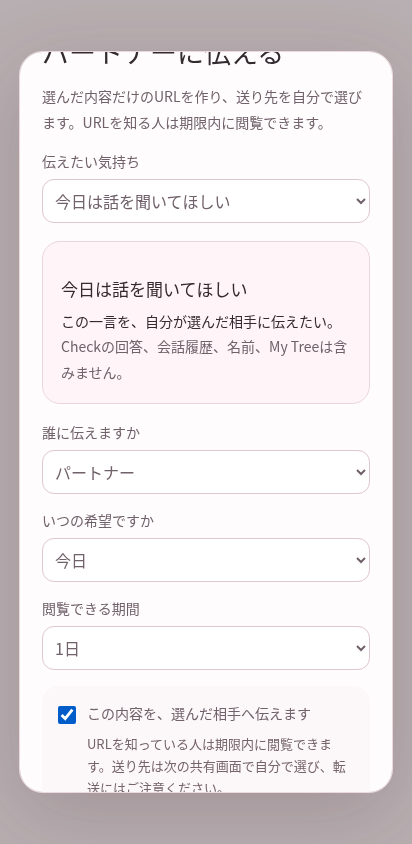 パートナーに伝える
選んだ内容だけのURLを作り、送り先を自分で選び
ます。URLを知る人は期限内に閲覧できます。
伝えたい気持ち
今日は話を聞いてほしい
今日は話を聞いてほしい
この一言を、自分が選んだ相手に伝えたい。
Checkの回答、会話履歴、名前、My Treeは含
みません。
誰に伝えますか
パートナー
いつの希望ですか
今日
閲覧できる期間
1日
この内容を、選んだ相手へ伝えます
URLを知っている人は期限内に閲覧できま
す。送り先は次の共有画面で自分で選び、転
送にはご注意ください。